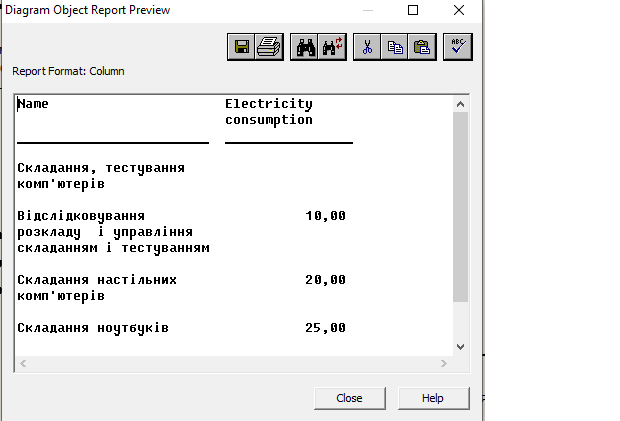 Diagram Object Report Preview
ABC
Report Format: Column
Name Electricity
consumption
Складання, тестування
комп'ютерів
Відслідковування 10,00
розкладу і управління
складанням і тестуванням
Складання настільних 20,00
комп'ютерів
Складання ноутбуків 25,00
Close Help